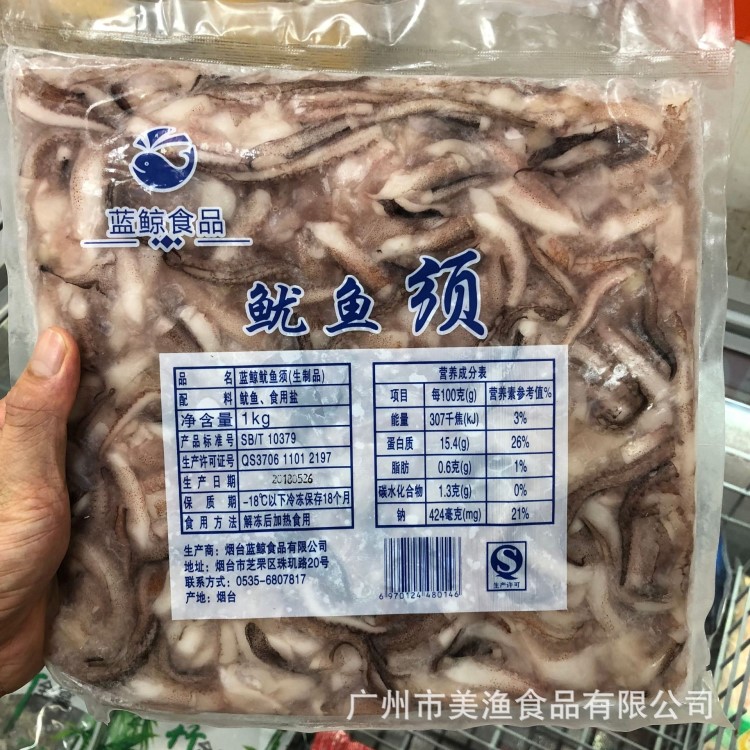 蓝鲸食品
鱿鱼须
品 名 蓝鲸鱿鱼须(生制品)
配 料 鱿鱼、食用盐
净含量 1kg
产品标准号 SB/T 10379
生产许可证号 QS3706 1101 2197
生产日期 20180526
保 质 期 -18℃以下冷冻保存18个月
食用方法 解冻后加热食用
营养成分表
项目 每100克(g) 营养素参考值%
能量 307千焦(kJ) 3%
蛋白质 15.4(g) 26%
脂肪 0.6(g) 1%
碳水化合物 1.3(g) 0%
钠 424毫克(mg) 21%
生产商：烟台蓝鲸食品有限公司
地址：烟台市芝罘区珠玑路20号
联系方式：0535-6807817
产地：烟台
6 970124 480146
生产许可
广州市美渔食品有限公司